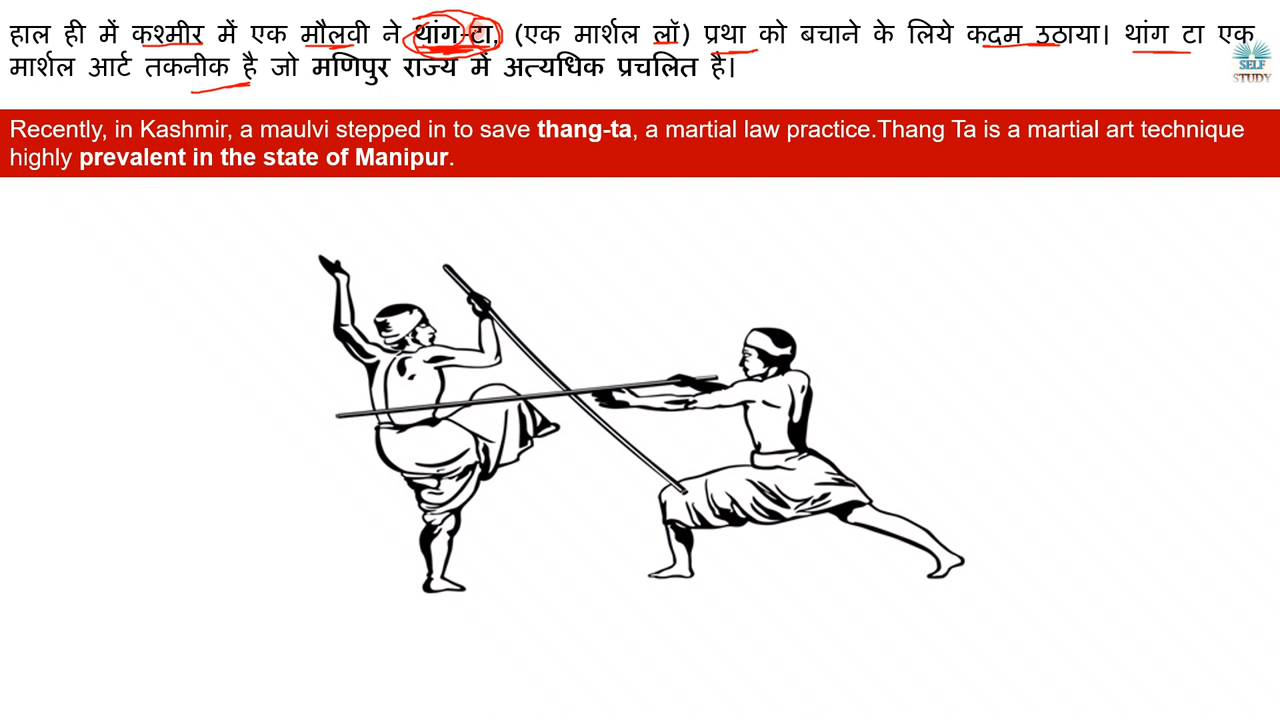 हाल ही में कश्मीर में एक मौलवी ने थांग-टा, (एक मार्शल लॉ) प्रथा को बचाने के लिये कदम उठाया। थांग टा एक
मार्शल आर्ट तकनीक है जो मणिपुर राज्य में अत्यधिक प्रचलित है।
SELF
STUDY
Recently, in Kashmir, a maulvi stepped in to save thang-ta, a martial law practice.Thang Ta is a martial art technique
highly prevalent in the state of Manipur.